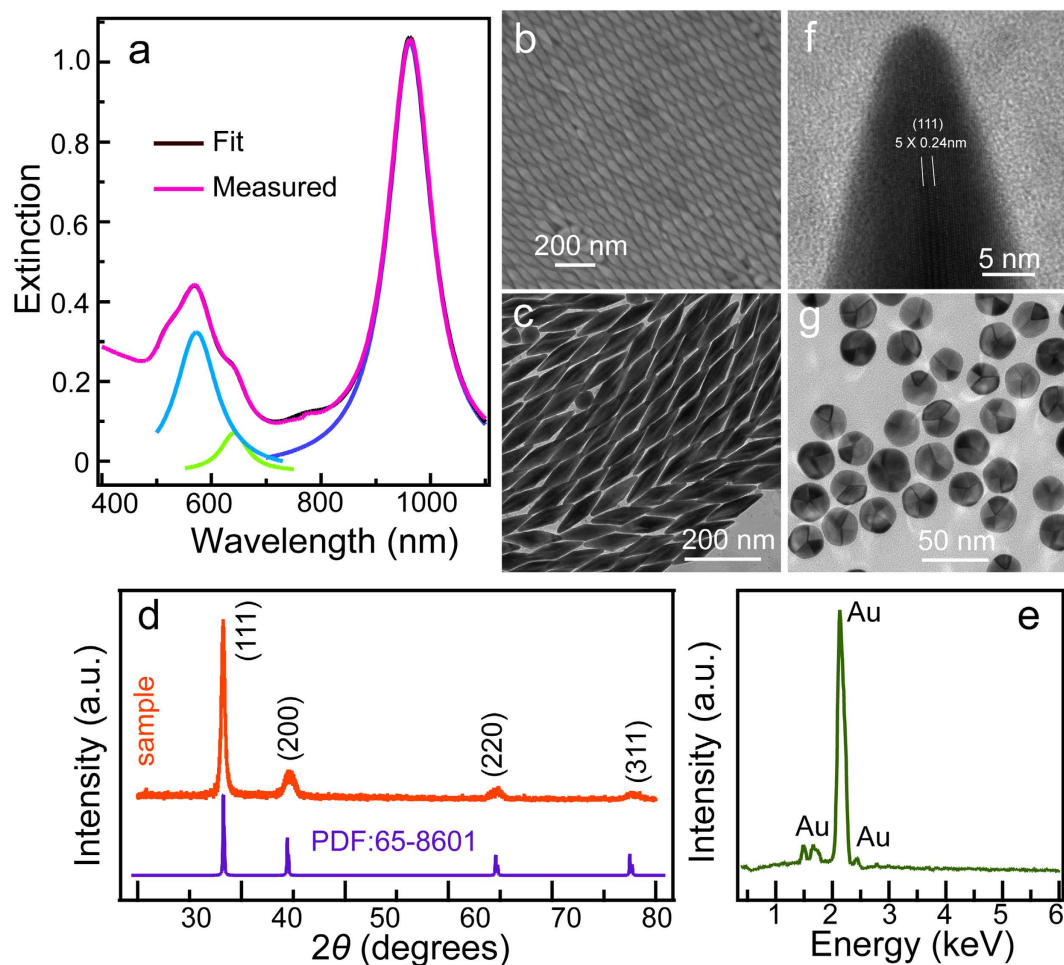 a
1.0
0.8
0.6
0.4
0.2
0
Extinction
Fit
Measured
400
600
800
1000
Wavelength (nm)
b
200 nm
f
(111)
5 X 0.24nm
5 nm
c
200 nm
g
50 nm
d
Intensity (a.u.)
sample
(111)
(200)
(220)
(311)
PDF:65-8601
30
40
50
60
70
80
2θ (degrees)
e
Intensity (a.u.)
Au
Au
Au
1
2
3
4
5
6
Energy (keV)